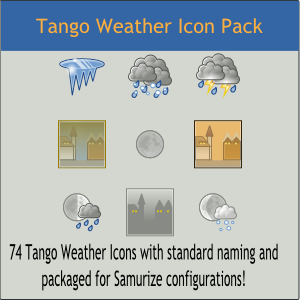 Tango Weather Icon Pack
74 Tango Weather Icons with standard naming and
packaged for Samurize configurations!